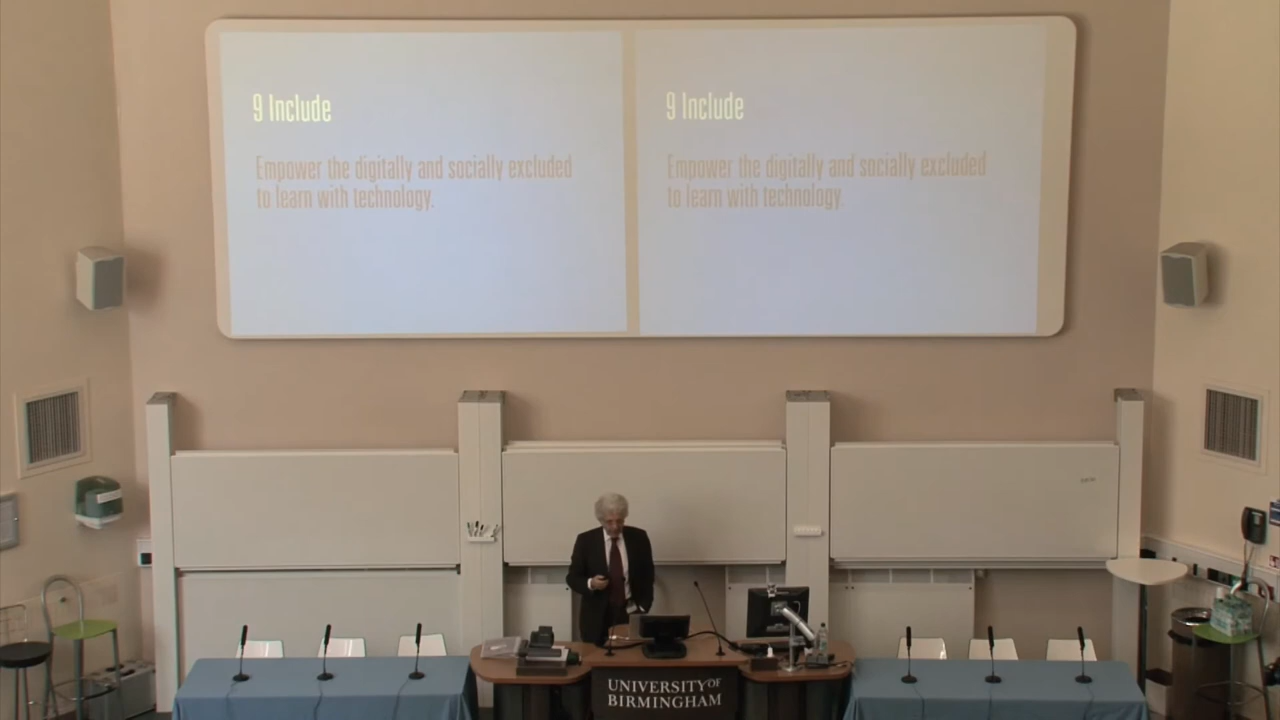 9 Include
Empower the digitally and socially excluded
to learn with technology.
9 Include
Empower the digitally and socially excluded
to learn with technology.
UNIVERSITY OF
BIRMINGHAM